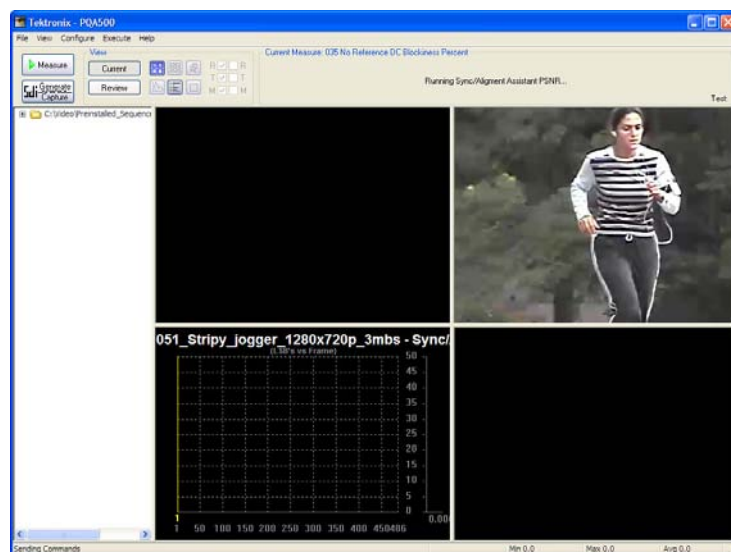 Tektronix - PQA500
File View Configure Execute Help
View
Measure
Current
Review
Generate
Capture
R R
T T
M M
Current Measure: 035 No Reference DC Blockiness Percent
Running Sync/Alignment Assistant PSNR...
Test
C:\Video\Preinstalled_Sequenc
051_Stripy_jogger_1280x720p_3mbs - Sync/
(LSB's vs Frame)
50
45
40
35
30
25
20
15
10
5
0
1
0.00
1 50 100 150 200 250 300 350 400 450486
Sending Commands Min 0.0 Max 0.0 Avg 0.0